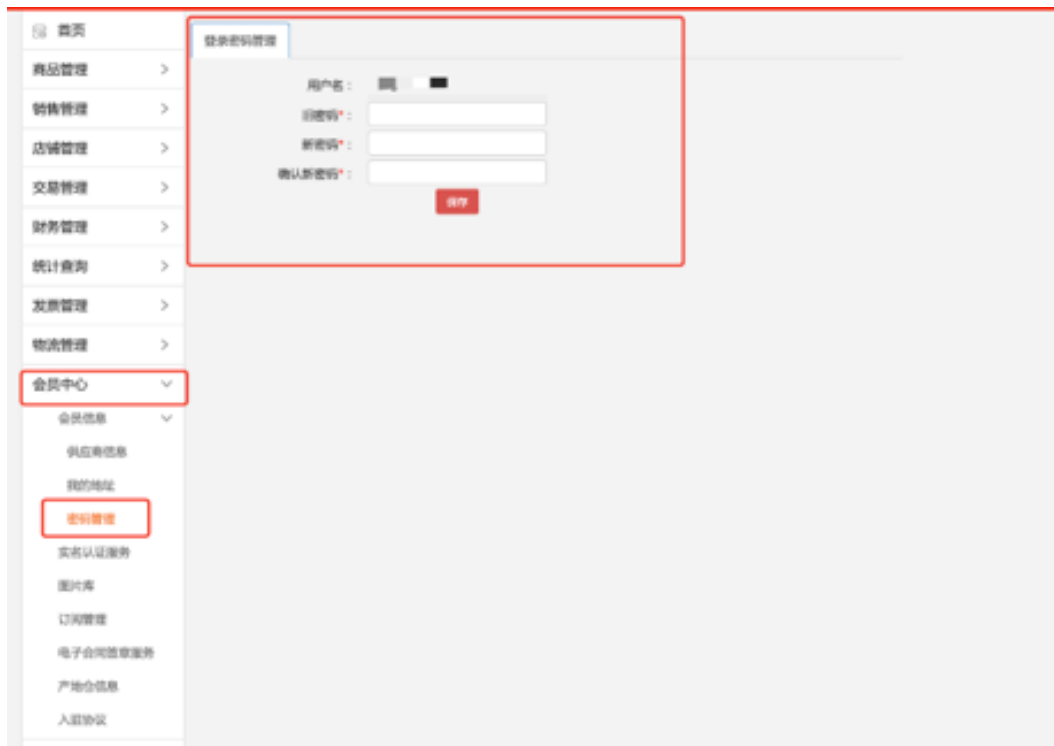 首页
商品管理
销售管理
店铺管理
交易管理
财务管理
统计查询
发票管理
物流管理
会员中心
会员信息
供应商信息
我的地址
密码管理
实名认证服务
图片库
订阅管理
电子合同签章服务
产地仓信息
入驻协议
登录密码管理
用户名：
旧密码*：
新密码*：
确认新密码*：
保存